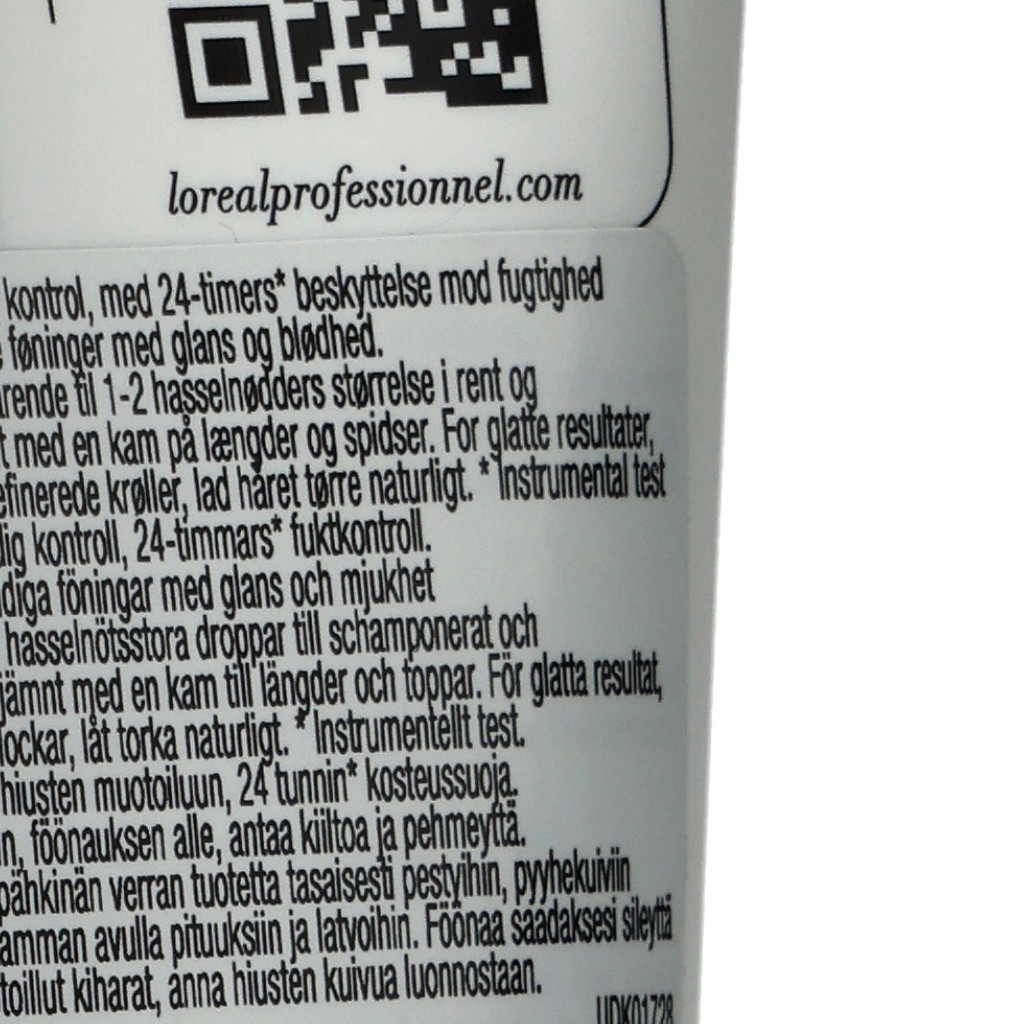 lorealprofessionnel.com
kontrol, med 24-timers* beskyttelse mod fugtighed
føninger med glans og blødhed.
rende til 1-2 hasselnødders størrelse i rent og
t med en kam på længder og spidser. For glatte resultater,
efinerede krøller, lad håret tørre naturligt. * Instrumental test
lig kontroll, 24-timmars* fuktkontroll.
diga föningar med glans och mjukhet
hasselnötsstora droppar till schamponerat och
jämnt med en kam till längder och toppar. För glatta resultat,
lockar, låt torka naturligt. * Instrumentellt test.
hiusten muotoiluun, 24 tunnin* kosteussuoja.
n, föönauksen alle, antaa kiiltoa ja pehmeyttä.
pähkinän verran tuotetta tasaisesti pestyihin, pyyhekuiviin
amman avulla pituuksiin ja latvoihin. Föönaa saadaksesi sileyttä
toillut kiharat, anna hiusten kuivua luonnostaan.
UDK01728